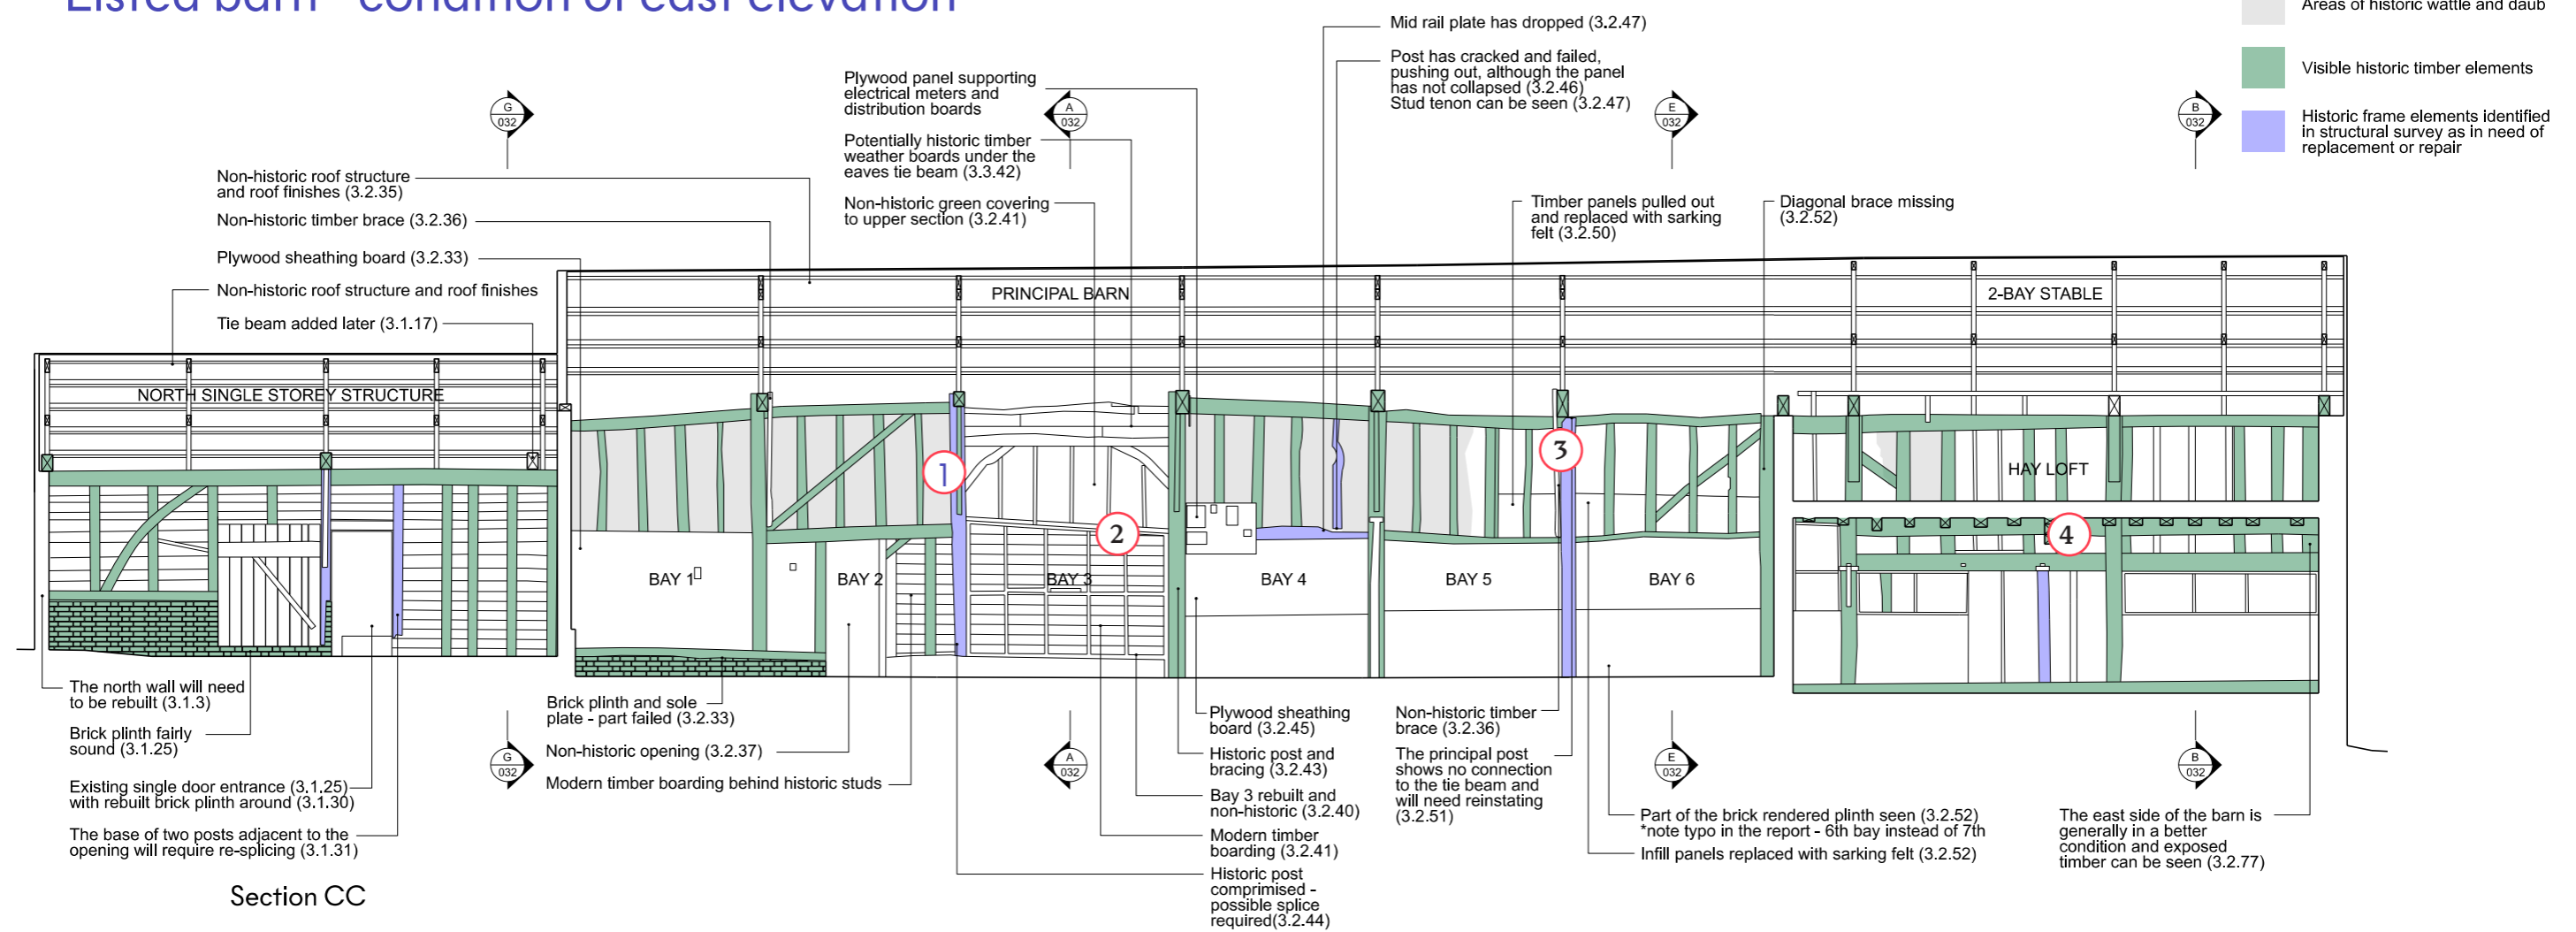 Listed barn - condition of east elevation
Areas of historic wattle and daub
Visible historic timber elements
Historic frame elements identified
in structural survey as in need of
replacement or repair
Mid rail plate has dropped (3.2.47)
Post has cracked and failed,
pushing out, although the panel
has not collapsed (3.2.46)
Stud tenon can be seen (3.2.47)
Plywood panel supporting
electrical meters and
distribution boards
Potentially historic timber
weather boards under the
eaves tie beam (3.3.42)
Non-historic green covering
to upper section (3.2.41)
G
032
A
032
E
032
B
032
Non-historic roof structure
and roof finishes (3.2.35)
Non-historic timber brace (3.2.36)
Plywood sheathing board (3.2.33)
Non-historic roof structure and roof finishes
Tie beam added later (3.1.17)
Timber panels pulled out
and replaced with sarking
felt (3.2.50)
Diagonal brace missing
(3.2.52)
PRINCIPAL BARN
2-BAY STABLE
NORTH SINGLE STOREY STRUCTURE
HAY LOFT
1
2
3
4
BAY 1
BAY 2
BAY 3
BAY 4
BAY 5
BAY 6
The north wall will need
to be rebuilt (3.1.3)
Brick plinth fairly
sound (3.1.25)
Existing single door entrance (3.1.25)
with rebuilt brick plinth around (3.1.30)
The base of two posts adjacent to the
opening will require re-splicing (3.1.31)
Brick plinth and sole
plate - part failed (3.2.33)
Non-historic opening (3.2.37)
Modern timber boarding behind historic studs
G
032
A
032
E
032
B
032
Plywood sheathing
board (3.2.45)
Historic post and
bracing (3.2.43)
Bay 3 rebuilt and
non-historic (3.2.40)
Modern timber
boarding (3.2.41)
Historic post
comprimised -
possible splice
required(3.2.44)
Non-historic timber
brace (3.2.36)
The principal post
shows no connection
to the tie beam and
will need reinstating
(3.2.51)
Part of the brick rendered plinth seen (3.2.52)
*note typo in the report - 6th bay instead of 7th
Infill panels replaced with sarking felt (3.2.52)
The east side of the barn is
generally in a better
condition and exposed
timber can be seen (3.2.77)
Section CC